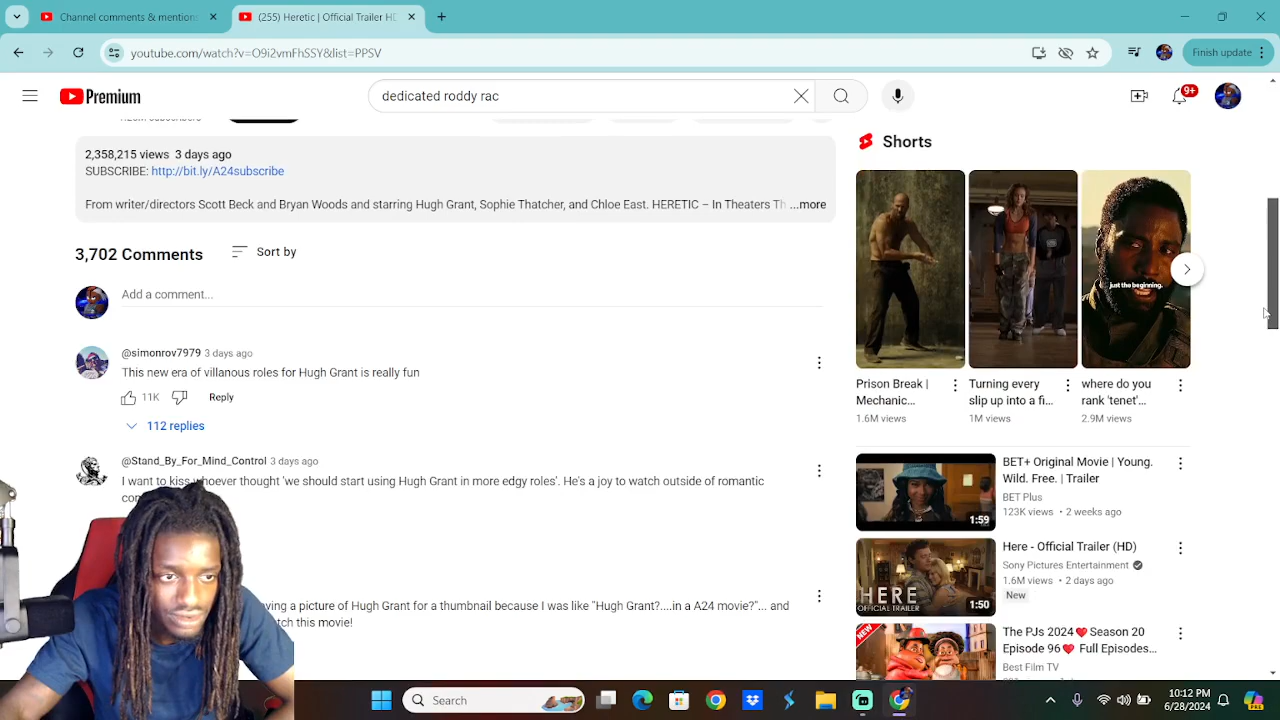 Channel conten
(255) Heretic | Official Trailer HD
youtube.com/watch?v=O9i2vmFhSSY&list=PPSV
Finish update
Premium
dedicated roddy rac
9+
2,358,215 views 3 days ago
SUBSCRIBE: http://bit.ly/A24subscribe
From writer/directors Scott Beck and Bryan Woods and starring Hugh Grant, Sophie Thatcher, and Chloe East. HERETIC – In Theaters Th ...more
3,702 Comments
Sort by
Add a comment...
@simonrov7979 3 days ago
This new era of villanous roles for Hugh Grant is really fun
11K
Reply
112 replies
@Stand_By_For_Mind_Control 3 days ago
I want to kiss whoever thought 'we should start using Hugh Grant in more edgy roles'. He's a joy to watch outside of romantic
ving a picture of Hugh Grant for a thumbnail because I was like "Hugh Grant?....in a A24 movie?"... and
tch this movie!
Shorts
just the beginning.
Prison Break |
Mechanic...
1.6M views
Turning every
slip up into a fi...
1M views
where do you
rank 'tenet'...
2.9M views
1:59
BET+ Original Movie | Young.
Wild. Free. | Trailer
BET Plus
123K views • 2 weeks ago
HERE
OFFICIAL TRAILER
1:50
Here - Official Trailer (HD)
Sony Pictures Entertainment
1.6M views • 2 days ago
New
NEW
The PJs 2024❤️Season 20
Episode 96❤️ Full Episodes...
Best Film TV
Search
10:12 PM
6/28/2024